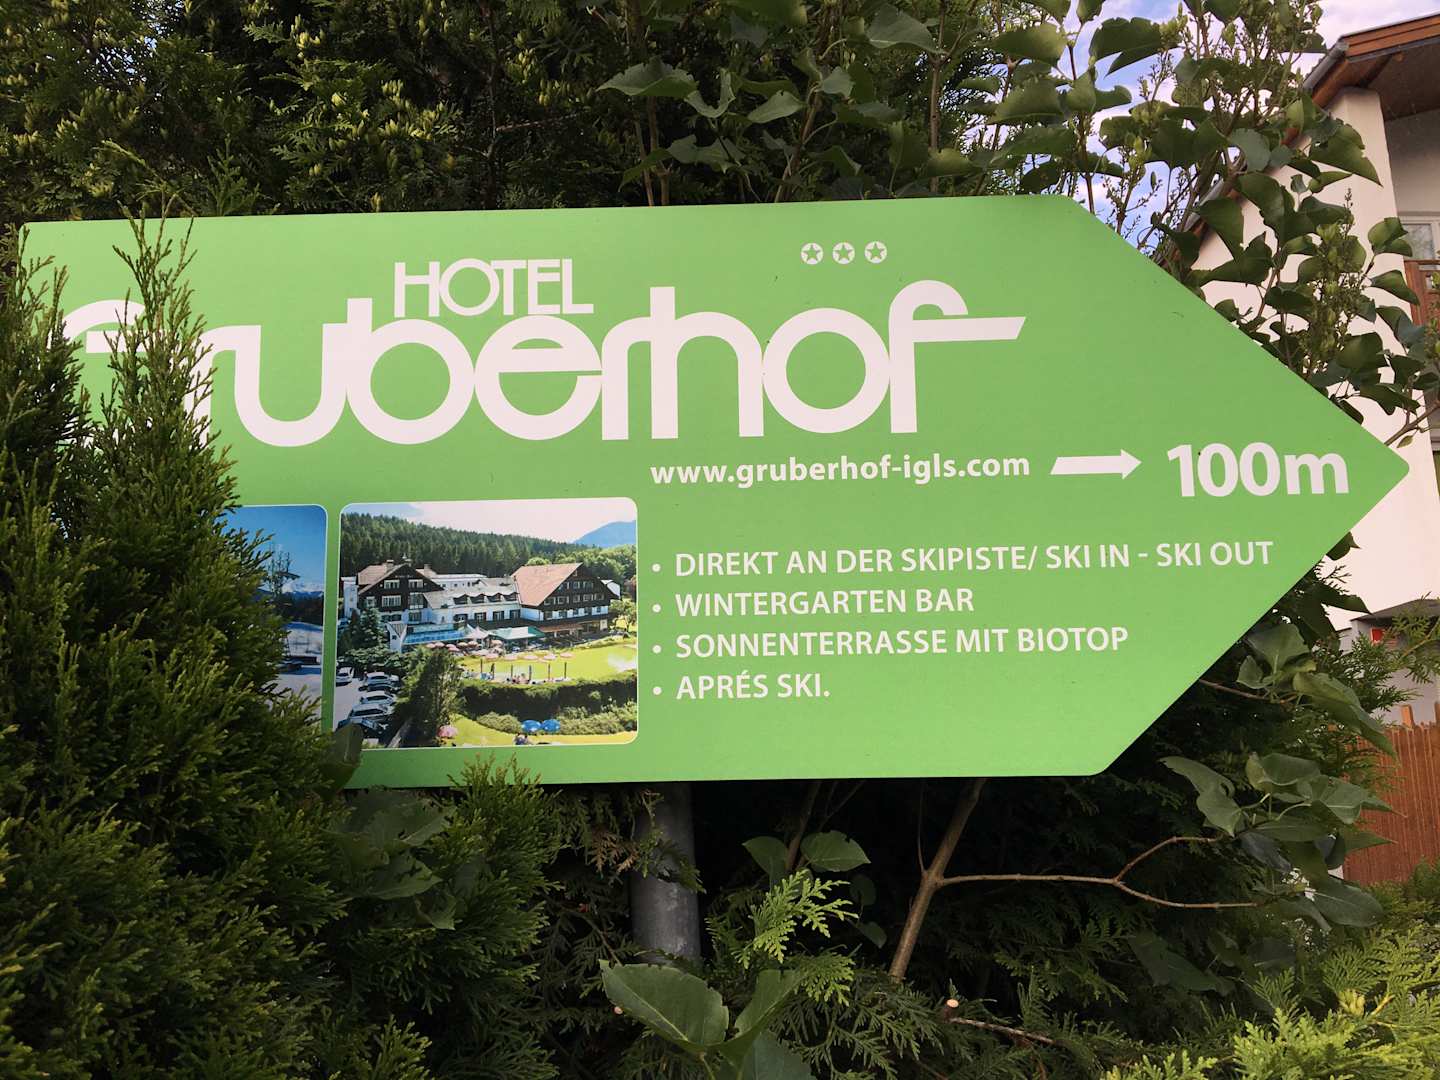 HOTEL
Gruberhof
www.gruberhof-igls.com 100m
• DIREKT AN DER SKIPISTE/ SKI IN - SKI OUT
• WINTERGARTEN BAR
• SONNENTERRASSE MIT BIOTOP
• APRÉS SKI.